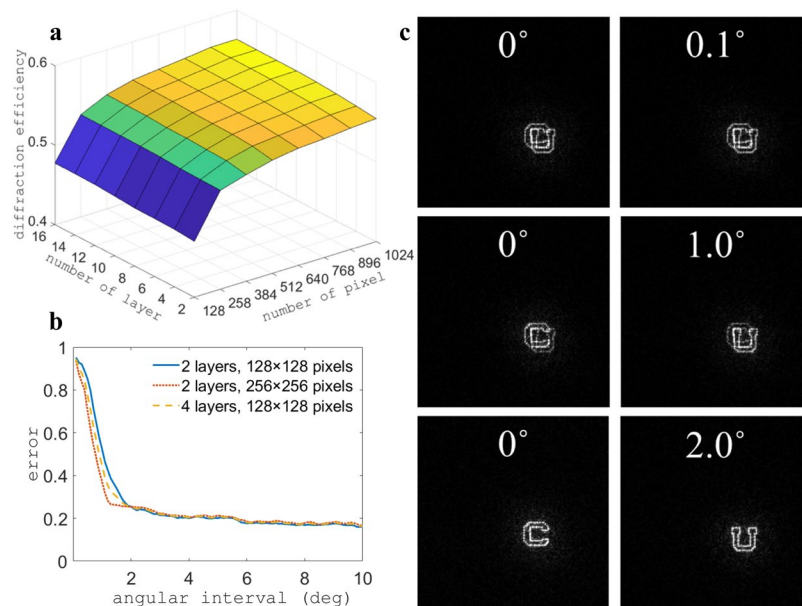 a
diffraction efficiency
0.6
0.5
0.4
16
14
12
10
8
6
4
2
number of layer
128
258
384
512
640
768
896
1024
number of pixel
b
1
0.8
0.6
0.4
0.2
0
error
2 layers, 128×128 pixels
2 layers, 256×256 pixels
4 layers, 128×128 pixels
2
4
6
8
10
angular interval (deg)
c
0°
0.1°
CU
CU
0°
1.0°
C
U
0°
2.0°
C
U